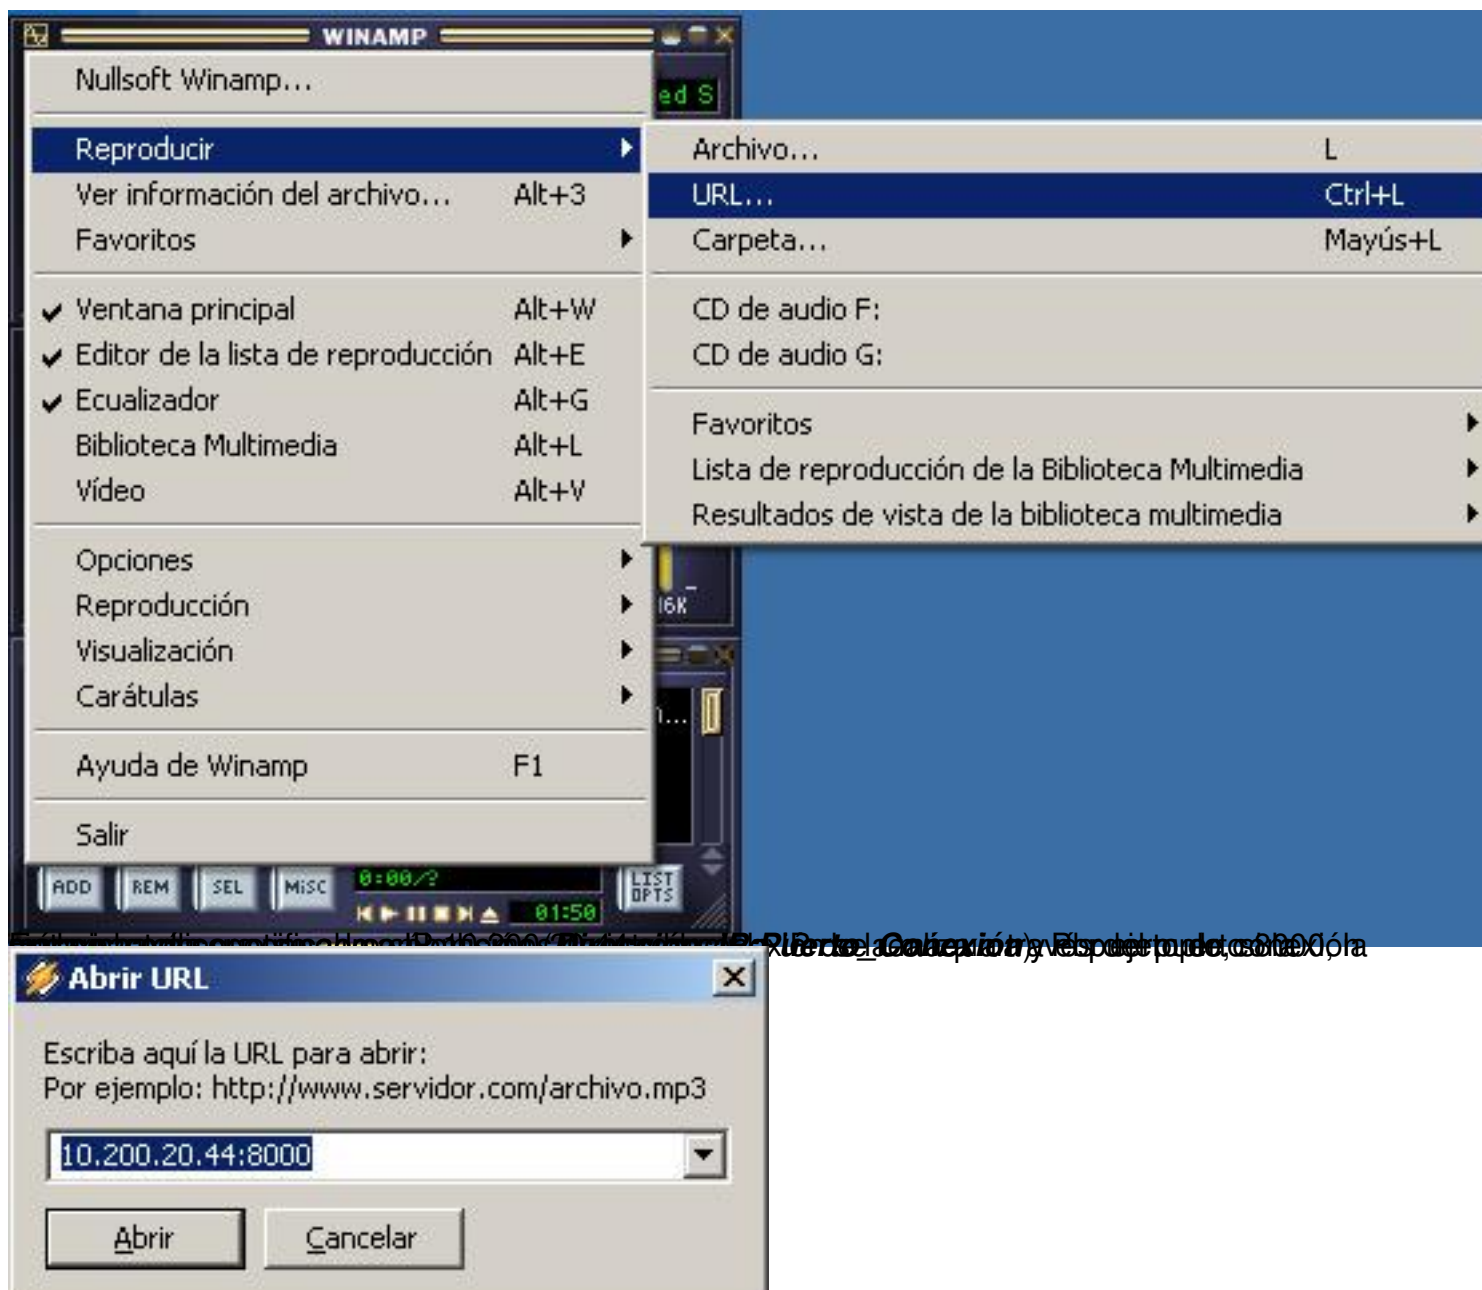 WINAMP
Nullsoft Winamp...
ed S
Reproducir
Archivo... L
Ver información del archivo... Alt+3
URL... Ctrl+L
Favoritos
Carpeta... Mayús+L
Ventana principal Alt+W
CD de audio F:
Editor de la lista de reproducción Alt+E
CD de audio G:
Ecualizador Alt+G
Favoritos
Biblioteca Multimedia Alt+L
Lista de reproducción de la Biblioteca Multimedia
Vídeo Alt+V
Resultados de vista de la biblioteca multimedia
Opciones
Reproducción
16K
Visualización
Carátulas
Ayuda de Winamp F1
Salir
ADD REM SEL MISC 0:00/? LIST OPTS
01:50
Abrir URL
Escriba aquí la URL para abrir:
Por ejemplo: http://www.servidor.com/archivo.mp3
10.200.20.44:8000
Abrir Cancelar